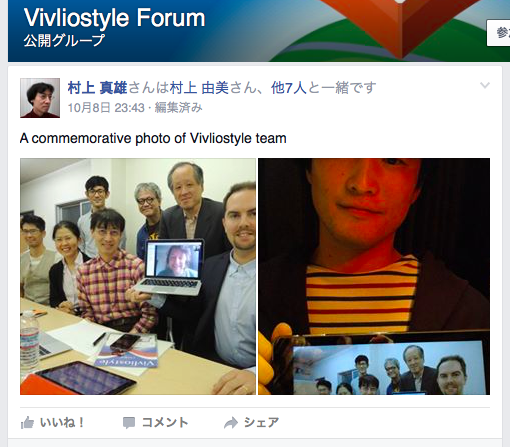 Vivliostyle Forum
公開グループ
参
村上 真雄さんは村上 由美さん、他7人と一緒です
10月8日 23:43 · 編集済み
A commemorative photo of Vivliostyle team
Vivliostyle
いいね！
コメント
シェア